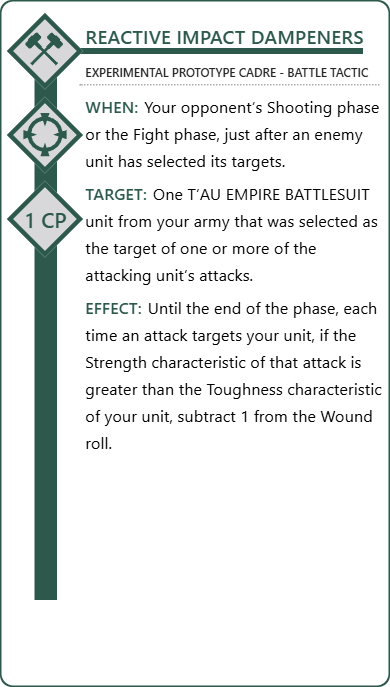 REACTIVE IMPACT DAMPENERS
EXPERIMENTAL PROTOTYPE CADRE - BATTLE TACTIC
WHEN: Your opponent's Shooting phase
or the Fight phase, just after an enemy
unit has selected its targets.
TARGET: One T'AU EMPIRE BATTLESUIT
unit from your army that was selected as
the target of one or more of the
attacking unit's attacks.
EFFECT: Until the end of the phase, each
time an attack targets your unit, if the
Strength characteristic of that attack is
greater than the Toughness characteristic
of your unit, subtract 1 from the Wound
roll.
1 CP